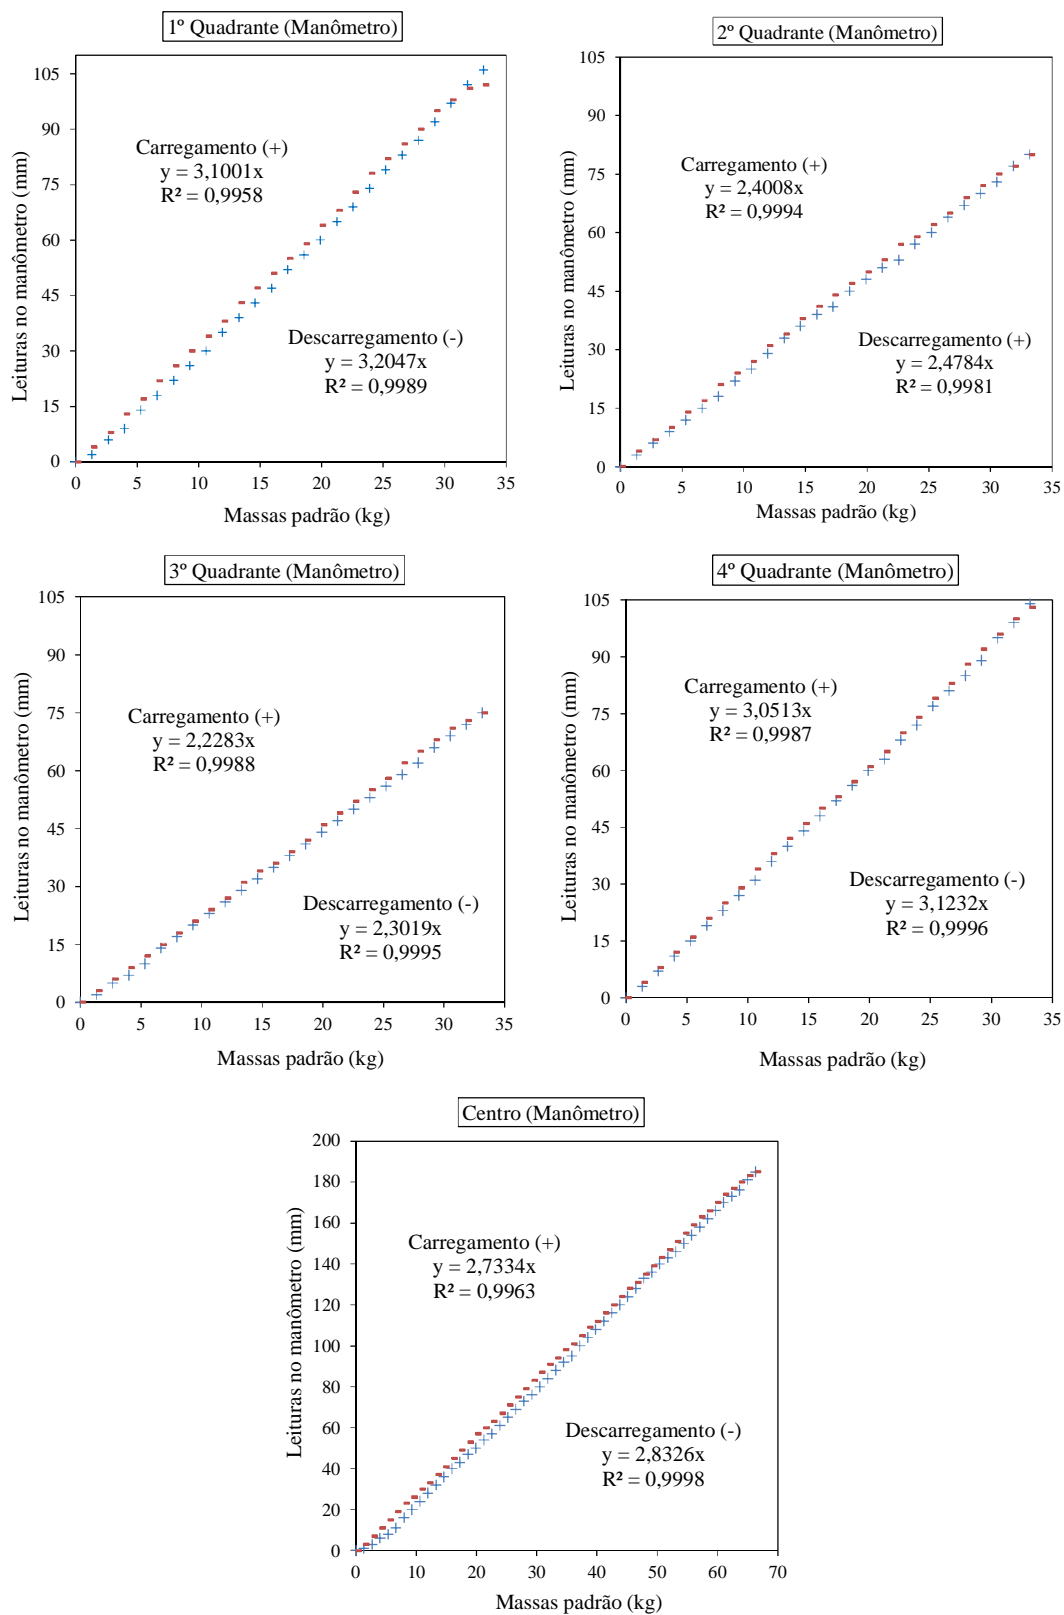 1º Quadrante (Manômetro)
105
90
75
60
45
30
15
0
Leituras no manômetro (mm)
Carregamento (+)
y = 3,1001x
R² = 0,9958
Descarregamento (-)
y = 3,2047x
R² = 0,9989
0 5 10 15 20 25 30 35
Massas padrão (kg)
2º Quadrante (Manômetro)
105
90
75
60
45
30
15
0
Leituras no manômetro (mm)
Carregamento (+)
y = 2,4008x
R² = 0,9994
Descarregamento (+)
y = 2,4784x
R² = 0,9981
0 5 10 15 20 25 30 35
Massas padrão (kg)
3º Quadrante (Manômetro)
105
90
75
60
45
30
15
0
Leituras no manômetro (mm)
Carregamento (+)
y = 2,2283x
R² = 0,9988
Descarregamento (-)
y = 2,3019x
R² = 0,9995
0 5 10 15 20 25 30 35
Massas padrão (kg)
4º Quadrante (Manômetro)
105
90
75
60
45
30
15
0
Leituras no manômetro (mm)
Carregamento (+)
y = 3,0513x
R² = 0,9987
Descarregamento (-)
y = 3,1232x
R² = 0,9996
0 5 10 15 20 25 30 35
Massas padrão (kg)
Centro (Manômetro)
200
180
160
140
120
100
80
60
40
20
0
Leituras no manômetro (mm)
Carregamento (+)
y = 2,7334x
R² = 0,9963
Descarregamento (-)
y = 2,8326x
R² = 0,9998
0 10 20 30 40 50 60 70
Massas padrão (kg)